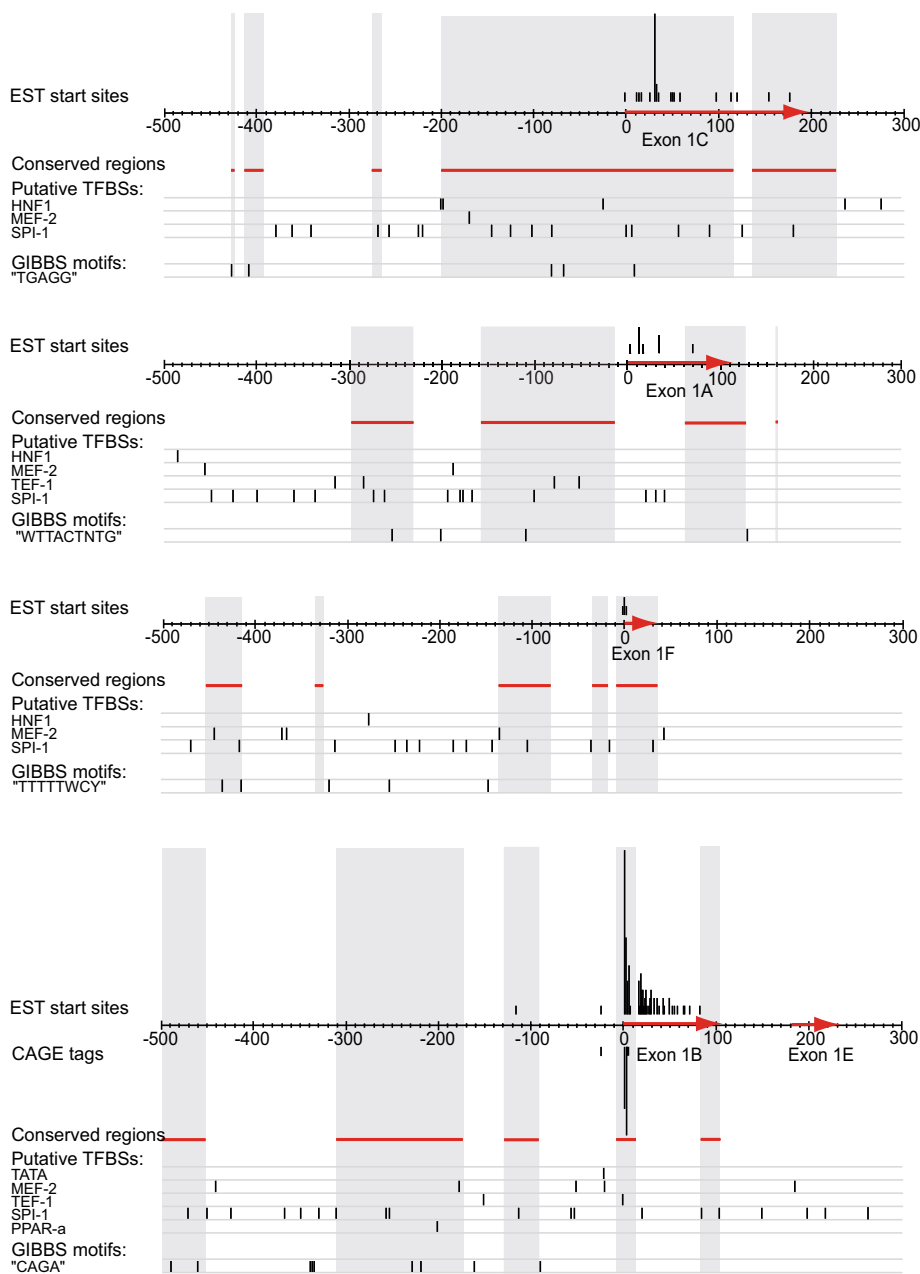 EST start sites
-500 -400 -300 -200 -100 0 100 200 300
Exon 1C
Conserved regions
Putative TFBSs:
HNF1
MEF-2
SPI-1
GIBBS motifs:
"TGAGG"
EST start sites
-500 -400 -300 -200 -100 0 100 200 300
Exon 1A
Conserved regions
Putative TFBSs:
HNF1
MEF-2
TEF-1
SPI-1
GIBBS motifs:
"WTTACTNTG"
EST start sites
-500 -400 -300 -200 -100 0 100 200 300
Exon 1F
Conserved regions
Putative TFBSs:
HNF1
MEF-2
SPI-1
GIBBS motifs:
"TTTTTWCY"
EST start sites
-500 -400 -300 -200 -100 0 100 200 300
CAGE tags Exon 1B Exon 1E
Conserved regions
Putative TFBSs:
TATA
MEF-2
TEF-1
SPI-1
PPAR-a
GIBBS motifs:
"CAGA"